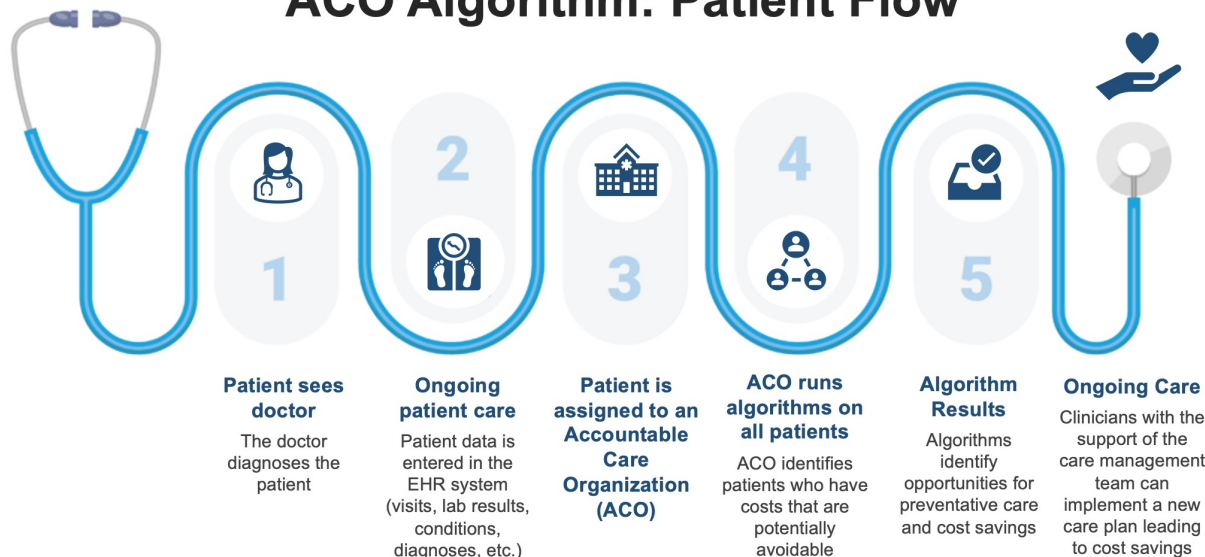 ACO Algorithm: Patient Flow
1
2
3
4
5
Patient sees
doctor
The doctor
diagnoses the
patient
Ongoing
patient care
Patient data is
entered in the
EHR system
(visits, lab results,
conditions,
diagnoses, etc.)
Patient is
assigned to an
Accountable
Care
Organization
(ACO)
ACO runs
algorithms on
all patients
ACO identifies
patients who have
costs that are
potentially
avoidable
Algorithm
Results
Algorithms
identify
opportunities for
preventative care
and cost savings
Ongoing Care
Clinicians with the
support of the
care management
team can
implement a new
care plan leading
to cost savings